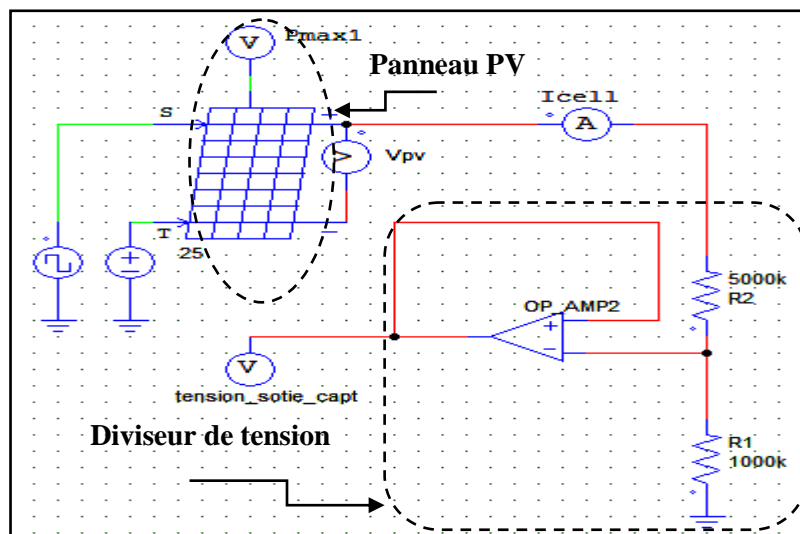 V
Pmax1
Panneau PV
S
Icell
A
V
Vpv
T
25
5000k
R2
OP_AMP2
V
tension_sotie_capt
Diviseur de tension
R1
1000k